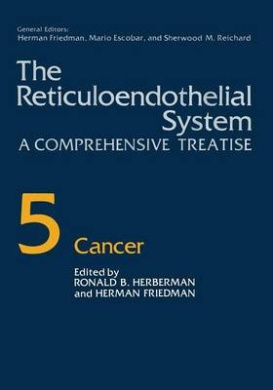 General Editors:
Herman Friedman, Mario Escobar, and Sherwood M. Reichard
The
Reticuloendothelial
System
A COMPREHENSIVE TREATISE
5 Cancer
Edited by
RONALD B. HERBERMAN
and HERMAN FRIEDMAN